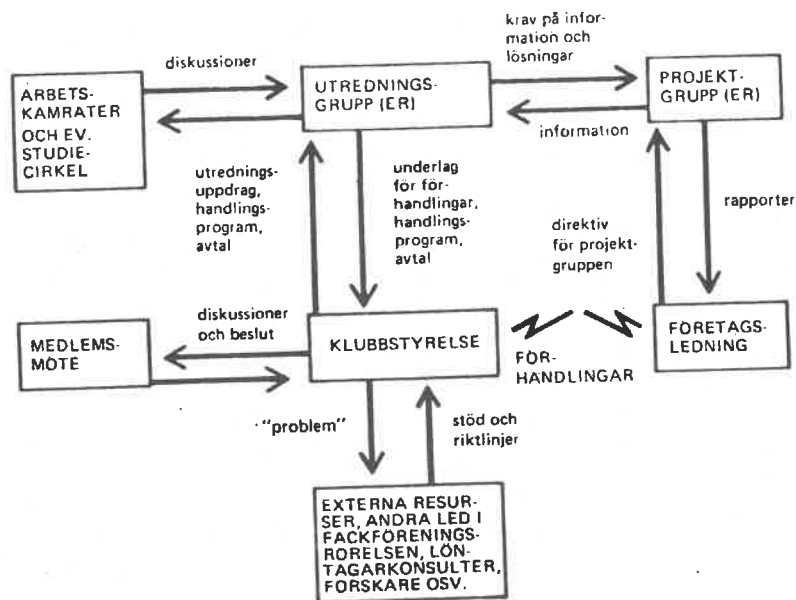 krav på infor-
mation och
lösningar
diskussioner
ARBETS-
KAMRATER
OCH EV.
STUDIE-
CIRKEL
UTREDNINGS-
GRUPP (ER)
PROJEKT-
GRUPP (ER)
information
utrednings-
uppdrag,
handlings-
program,
avtal
underlag
för för-
handlingar,
handlings-
program,
avtal
direktiv
för projekt-
gruppen
rapporter
diskussioner
och beslut
MEDLEMS-
MÖTE
KLUBBSTYRELSE
FÖR-
HANDLINGAR
FÖRETAGS-
LEDNING
"problem"
stöd och
riktlinjer
EXTERNA RESUR-
SER, ANDRA LED I
FACKFÖRENINGS-
RORELSEN, LÖN-
TAGARKONSULTER,
FORSKARE OSV.